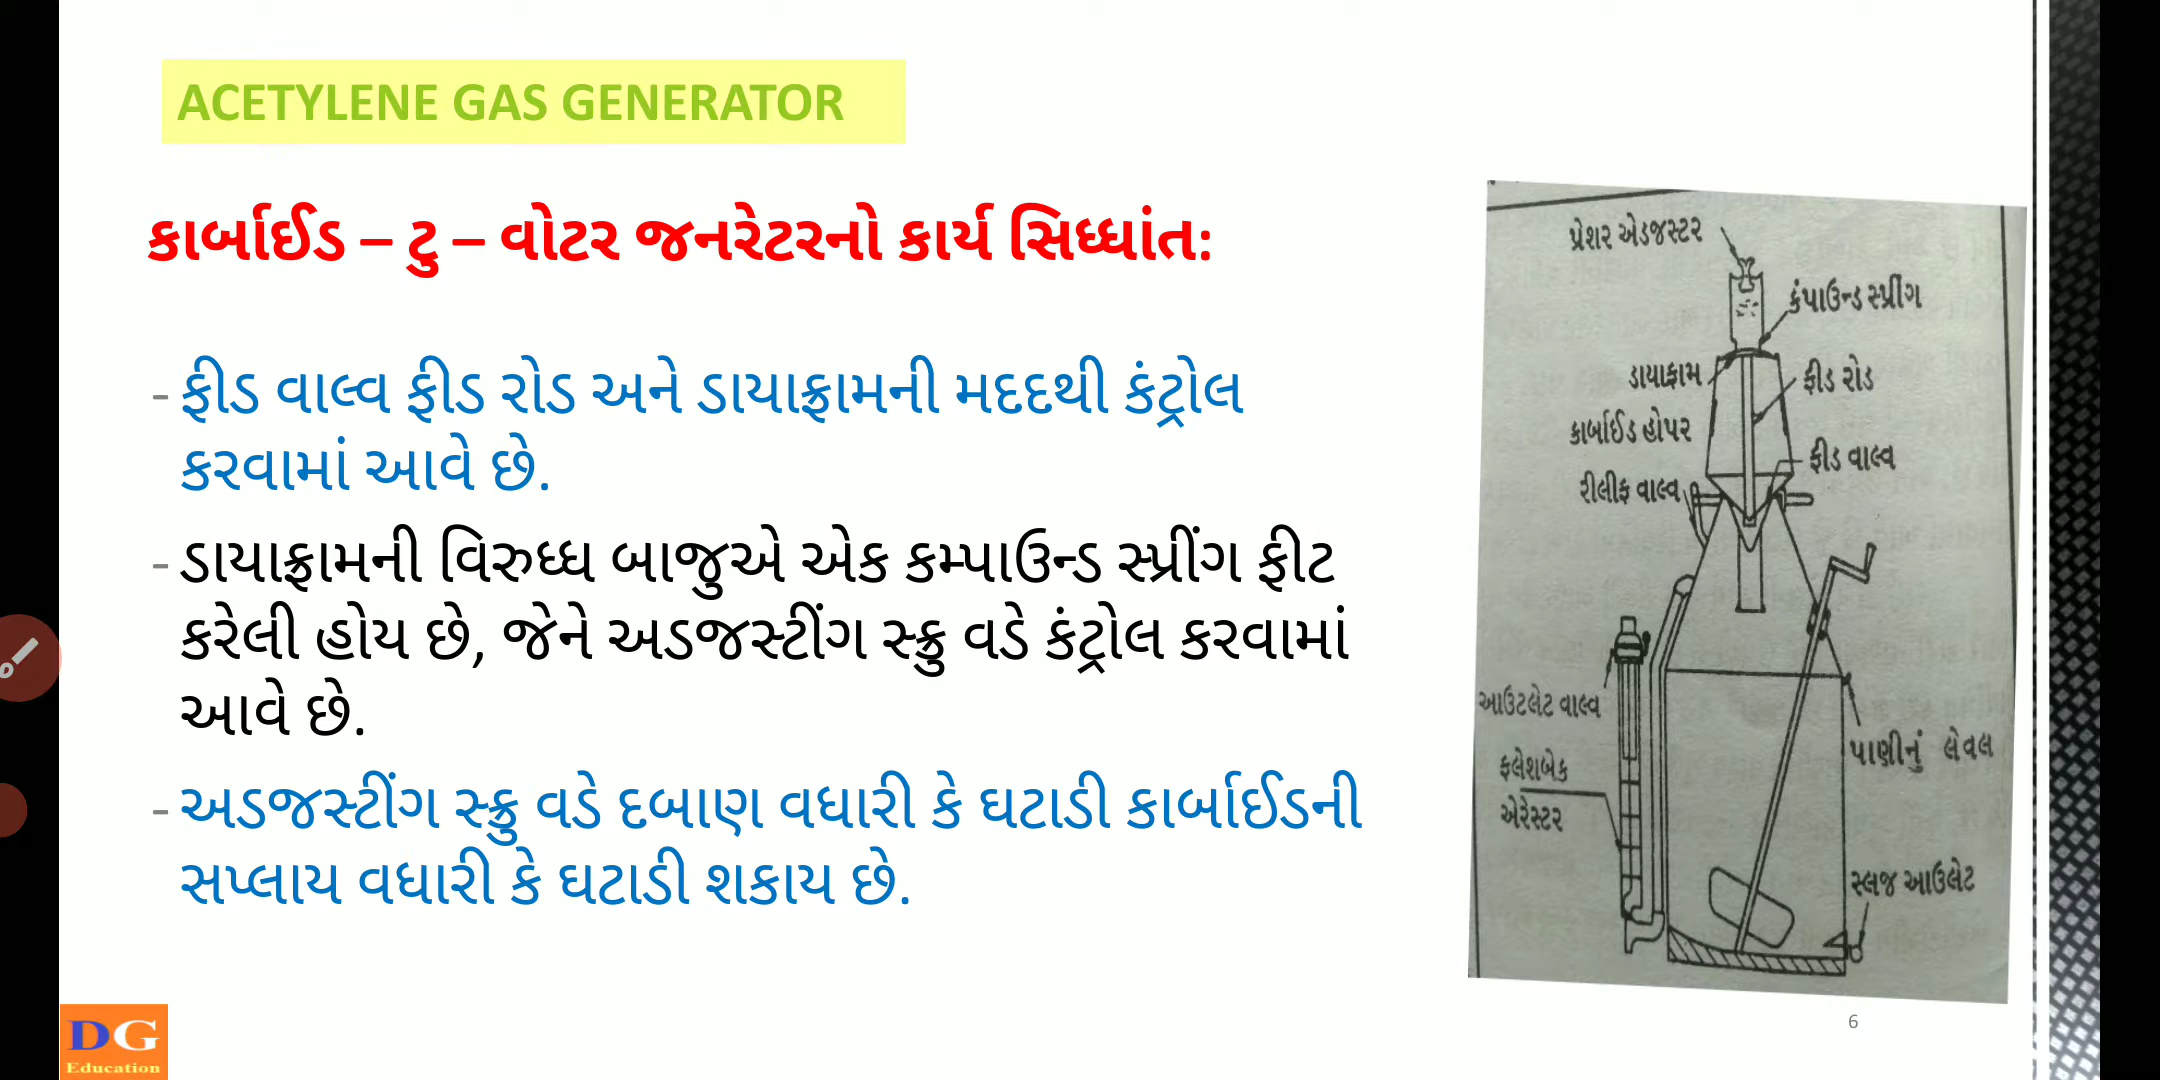 ACETYLENE GAS GENERATOR
કાર્બાઈડ – ટુ – વોટર જનરેટરનો કાર્ય સિધ્ધાંત:
- ફીડ વાલ્વ ફીડ રોડ અને ડાયાફ્રામની મદદથી કંટ્રોલ
કરવામાં આવે છે.
- ડાયાફ્રામની વિરુધ્ધ બાજુએ એક કમ્પાઉન્ડ સ્પ્રીંગ ફીટ
કરેલી હોય છે, જેને અડજસ્ટીંગ સ્ક્રુ વડે કંટ્રોલ કરવામાં
આવે છે.
- અડજસ્ટીંગ સ્ક્રુ વડે દબાણ વધારી કે ઘટાડી કાર્બાઈડની
સપ્લાય વધારી કે ઘટાડી શકાય છે.
પ્રેશર એડજસ્ટર
કંપાઉન્ડ સ્પ્રીંગ
ડાયાફ્રામ
ફીડ રોડ
કાર્બાઈડ હોપર
ફીડ વાલ્વ
રીલીફ વાલ્વ
આઉટલેટ વાલ્વ
પાણીનું લેવલ
ફલેશબેક
એરેસ્ટર
સ્લજ આઉલેટ
6
DG
Education